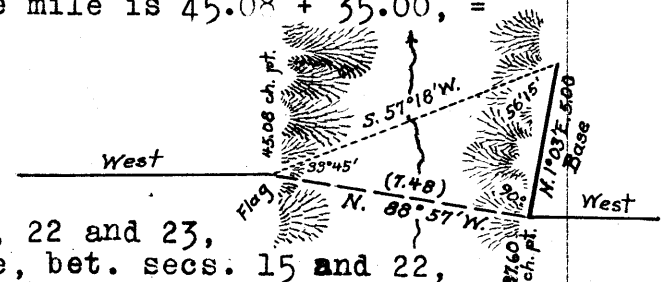 e mile is 45.08 + 35.00, =
45.08 ch. pt.
S. 57°18'W.
56°15'
N. 1°03'E. 5.00
Base
West
33°45'
Flag
(7.48)
N. 88°57'W.
90°
West
, 22 and 23,
37.60 ch. pt.
e, bet. secs. 15 and 22,